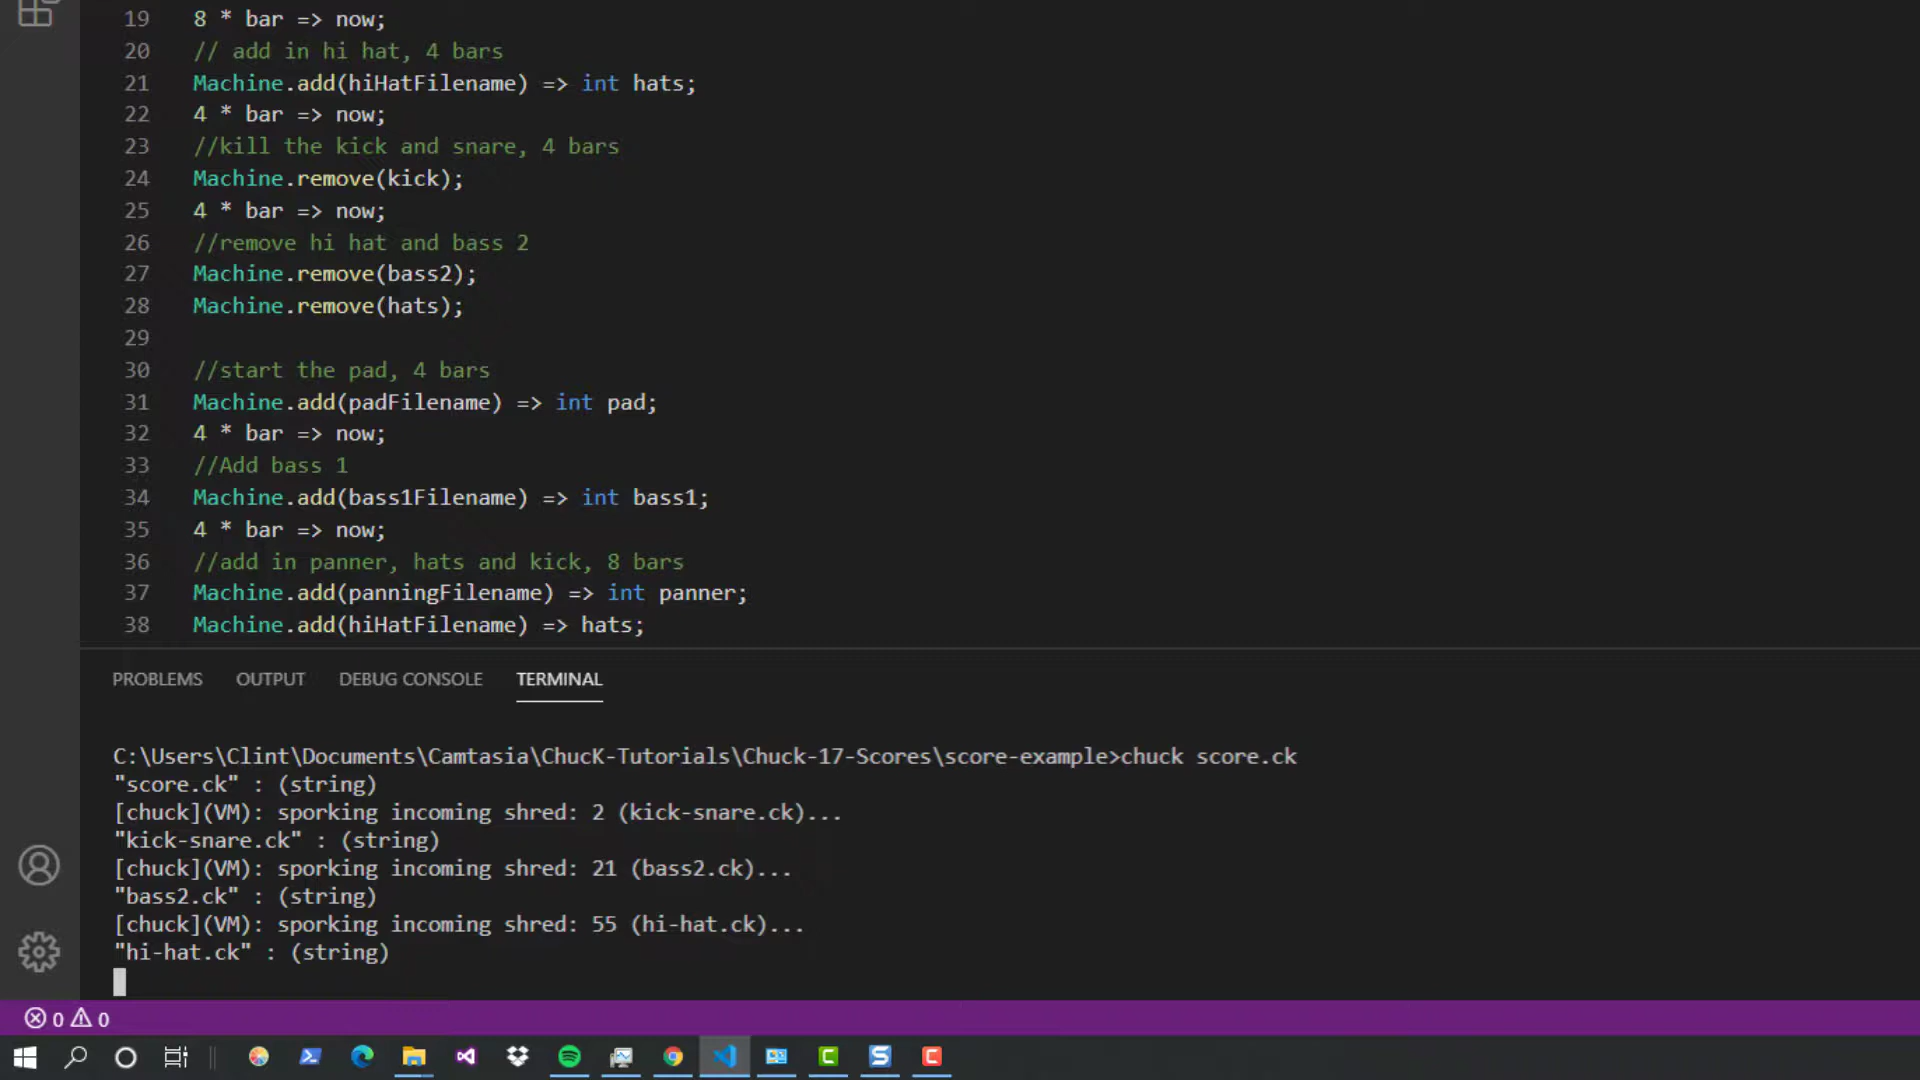 19 8 * bar => now;
20 // add in hi hat, 4 bars
21 Machine.add(hiHatFilename) => int hats;
22 4 * bar => now;
23 //kill the kick and snare, 4 bars
24 Machine.remove(kick);
25 4 * bar => now;
26 //remove hi hat and bass 2
27 Machine.remove(bass2);
28 Machine.remove(hats);
29
30 //start the pad, 4 bars
31 Machine.add(padFilename) => int pad;
32 4 * bar => now;
33 //Add bass 1
34 Machine.add(bass1Filename) => int bass1;
35 4 * bar => now;
36 //add in panner, hats and kick, 8 bars
37 Machine.add(panningFilename) => int panner;
38 Machine.add(hiHatFilename) => hats;
PROBLEMS OUTPUT DEBUG CONSOLE TERMINAL
C:\Users\Clint\Documents\Camtasia\ChucK-Tutorials\Chuck-17-Scores\score-example>chuck score.ck
"score.ck" : (string)
[chuck](VM): sporking incoming shred: 2 (kick-snare.ck)...
"kick-snare.ck" : (string)
[chuck](VM): sporking incoming shred: 21 (bass2.ck)...
"bass2.ck" : (string)
[chuck](VM): sporking incoming shred: 55 (hi-hat.ck)...
"hi-hat.ck" : (string)
0 0